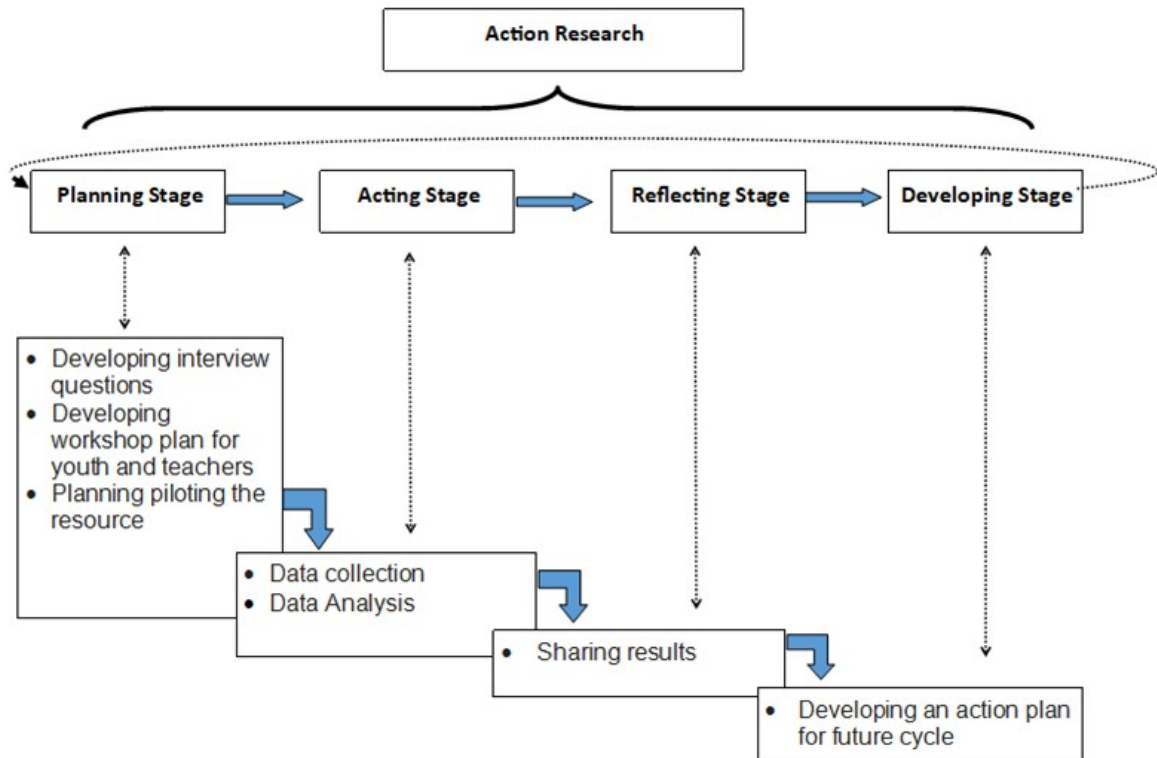 Action Research
Planning Stage
Acting Stage
Reflecting Stage
Developing Stage
• Developing interview
questions
• Developing
workshop plan for
youth and teachers
• Planning piloting the
resource
• Data collection
• Data Analysis
• Sharing results
• Developing an action plan
for future cycle